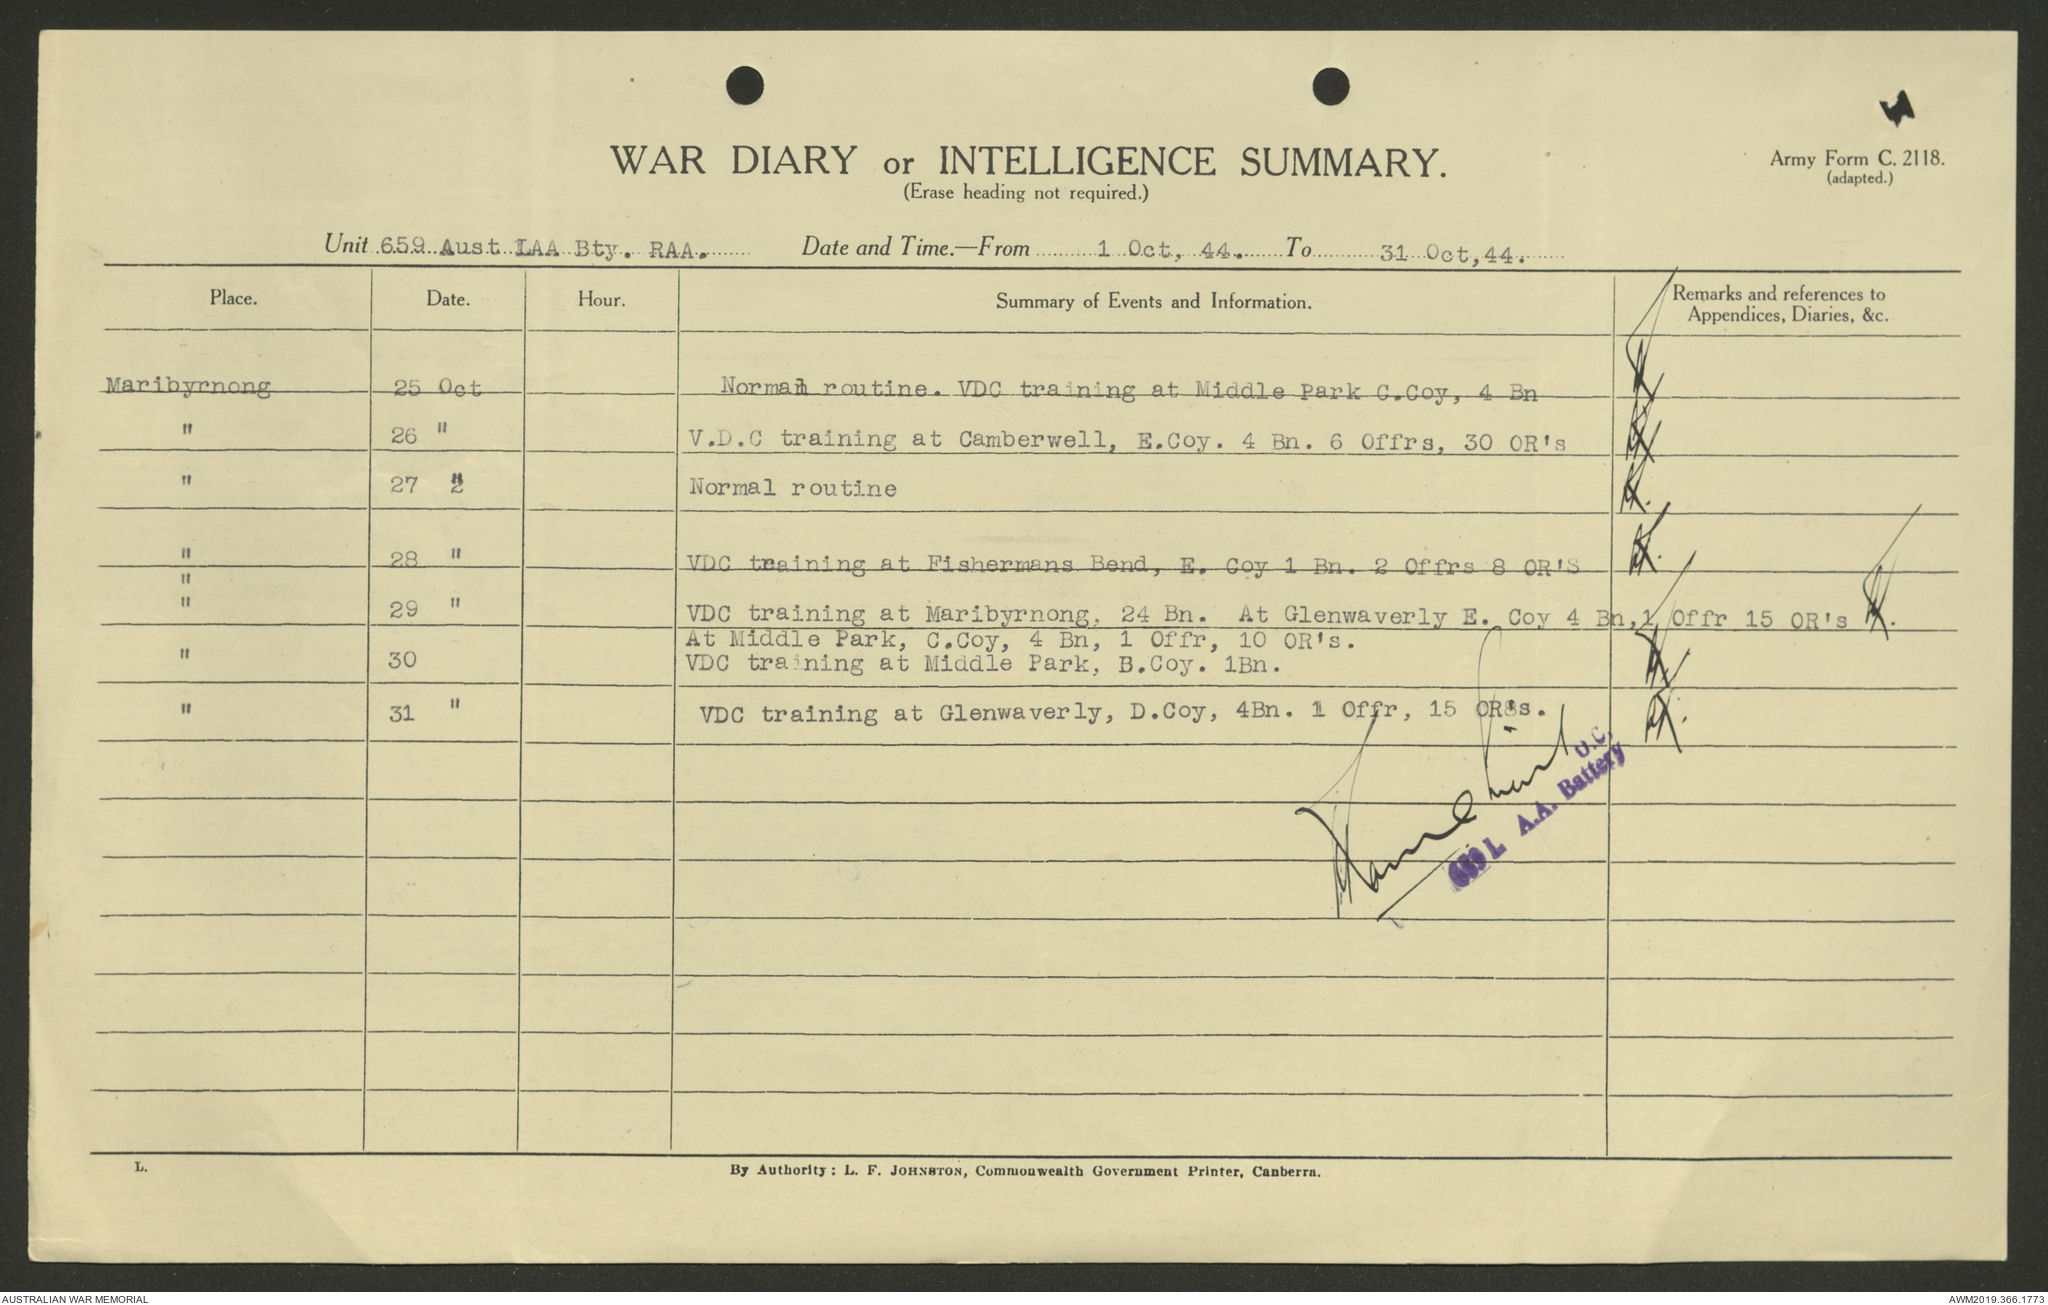 WAR DIARY or INTELLIGENCE SUMMARY.
(Erase heading not required.)
Army Form C. 2118.
(adapted.)
Unit 659 Aust LAA Bty. RAA. Date and Time.—From 1 Oct, 44. To 31 Oct,44.
Place. Date. Hour. Summary of Events and Information. Remarks and references to
Appendices, Diaries, &c.
Maribyrnong 25 Oct Normal routine. VDC training at Middle Park C.Coy, 4 Bn
" 26 " V.D.C training at Camberwell, E.Coy. 4 Bn. 6 Offrs, 30 OR's
" 27 " Normal routine
" 28 " VDC training at Fishermans Bend, E. Coy 1 Bn. 2 Offrs 8 OR'S
"
" 29 " VDC training at Maribyrnong, 24 Bn. At Glenwaverly E. Coy 4 Bn,1 Offr 15 OR's
At Middle Park, C.Coy, 4 Bn, 1 Offr, 10 OR's.
" 30 VDC training at Middle Park, B.Coy. 1Bn.
" 31 " VDC training at Glenwaverly, D.Coy, 4Bn. 1 Offr, 15 OR's.
O.C.
659 L A.A. Battery
L.
By Authority: L. F. JOHNSTON, Commonwealth Government Printer, Canberra.
AUSTRALIAN WAR MEMORIAL
AWM2019.366.1773